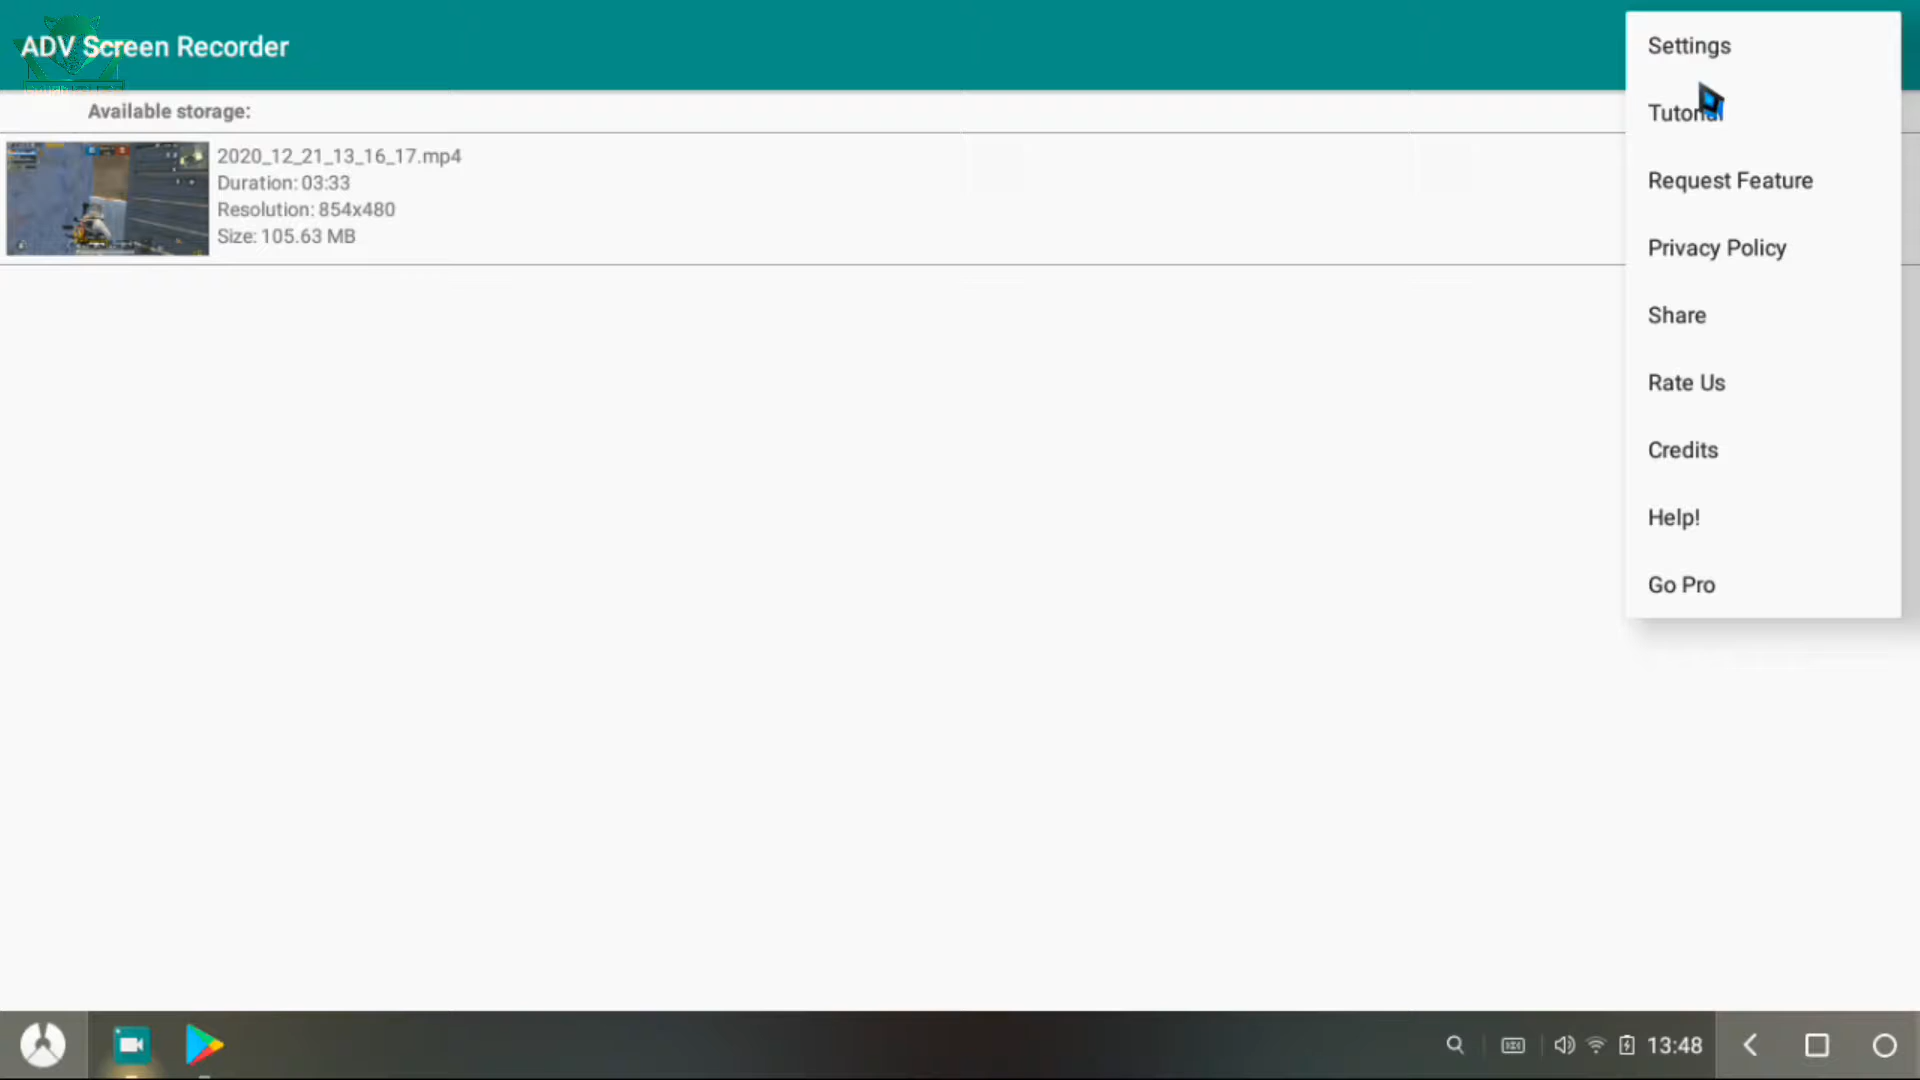 ADV Screen Recorder
Available storage:
2020_12_21_13_16_17.mp4
Duration: 03:33
Resolution: 854x480
Size: 105.63 MB
Settings
Tutorial
Request Feature
Privacy Policy
Share
Rate Us
Credits
Help!
Go Pro
13:48